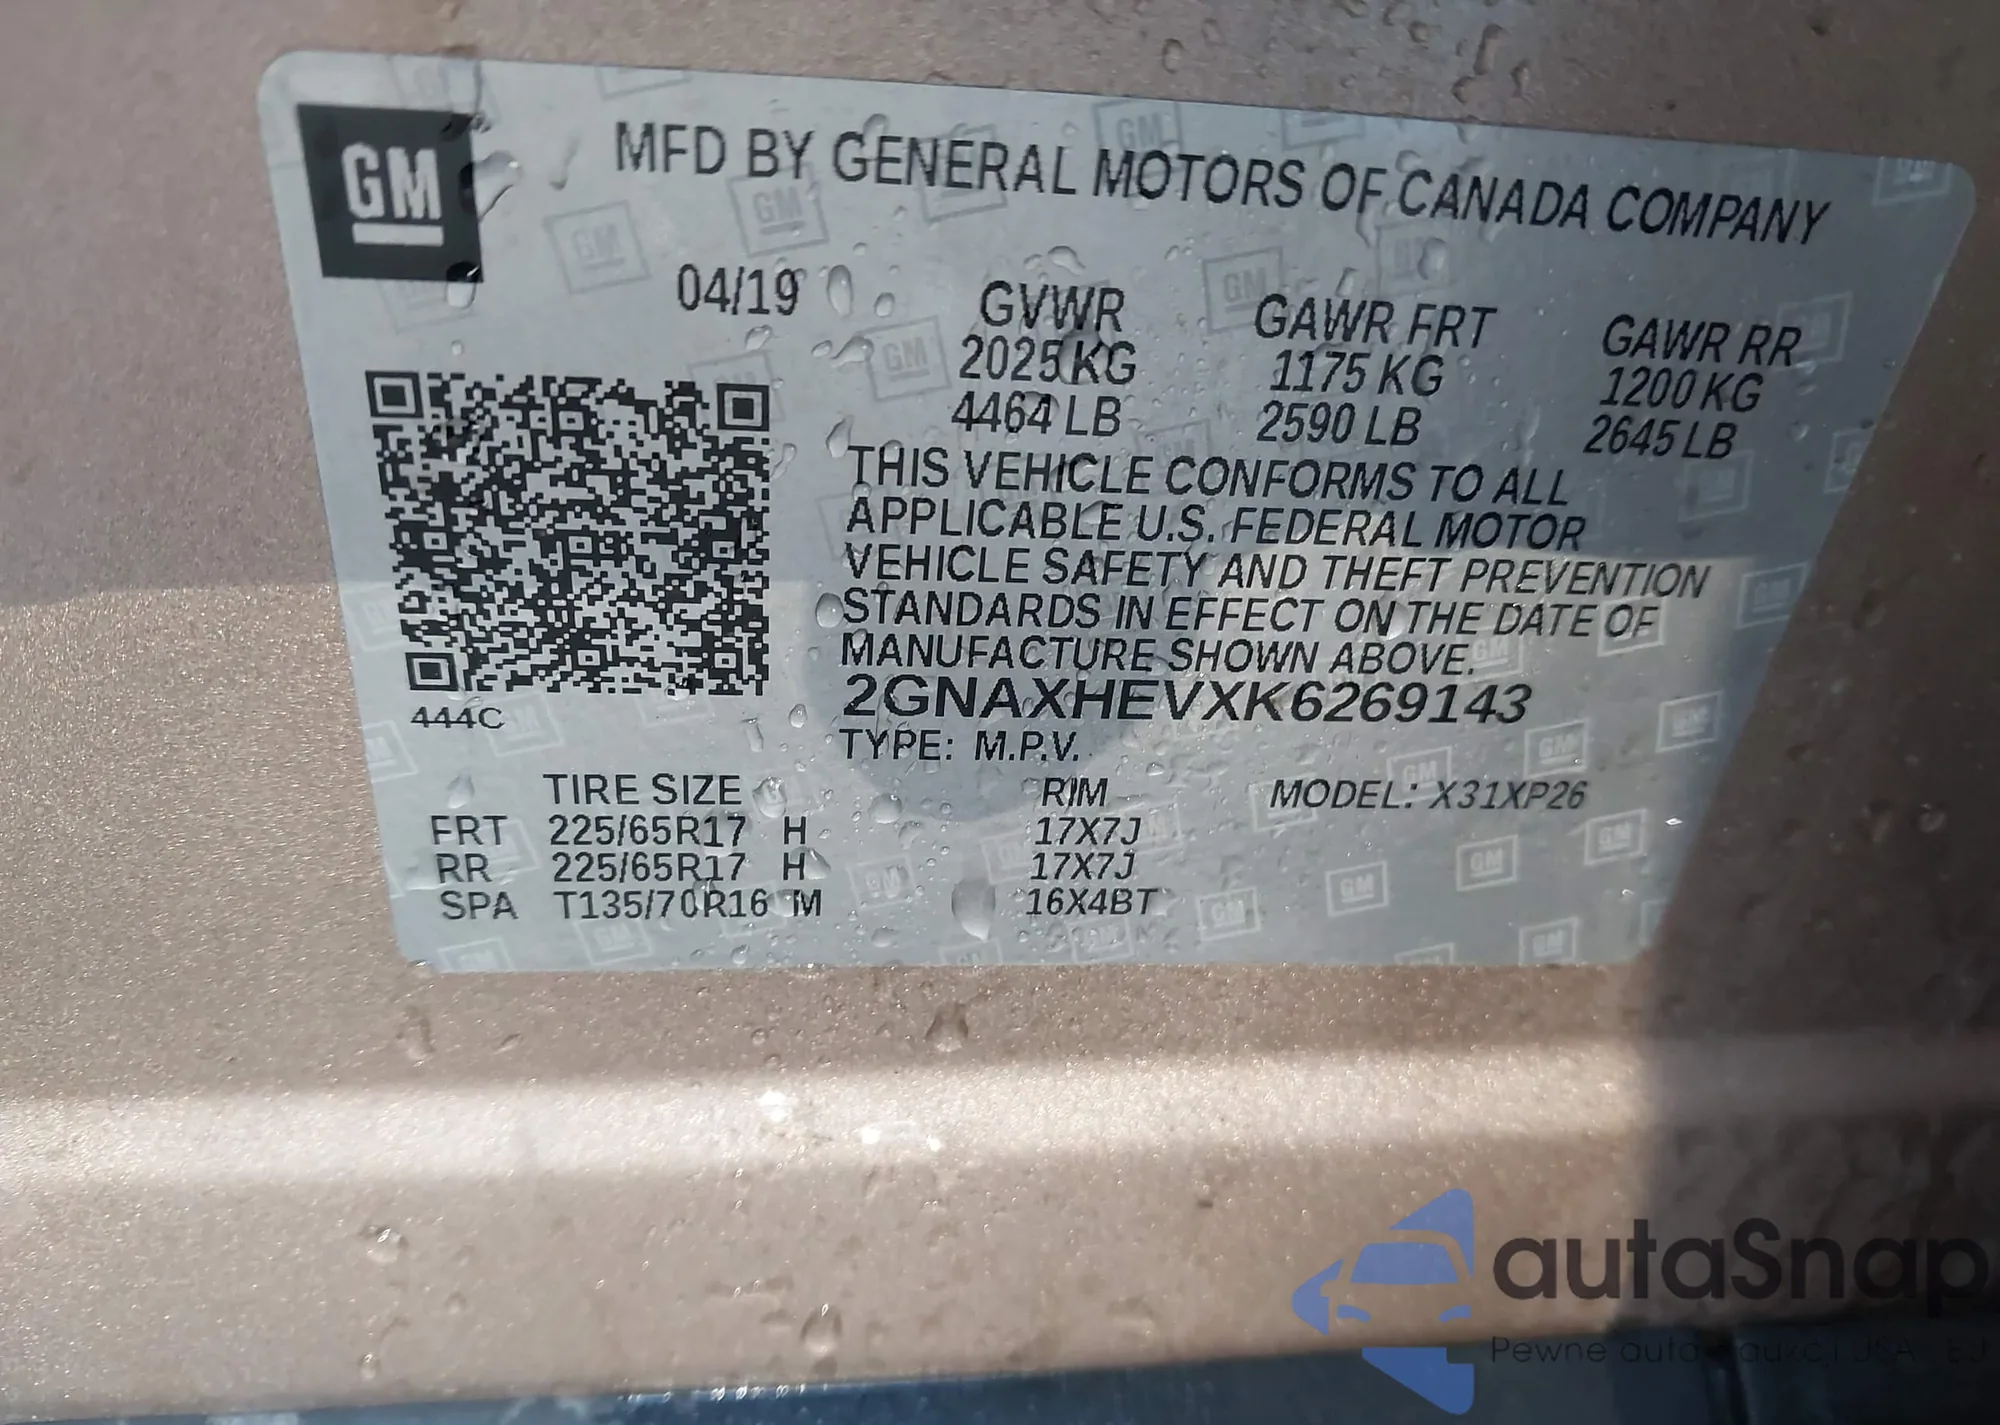 GM
MFD BY GENERAL MOTORS OF CANADA COMPANY
04/19
GVWR GAWR FRT GAWR RR
2025 KG 1175 KG 1200 KG
4464 LB 2590 LB 2645 LB
THIS VEHICLE CONFORMS TO ALL
APPLICABLE U.S. FEDERAL MOTOR
VEHICLE SAFETY AND THEFT PREVENTION
STANDARDS IN EFFECT ON THE DATE OF
MANUFACTURE SHOWN ABOVE.
2GNAXHEVXK6269143
444C
TYPE: M.P.V.
TIRE SIZE RIM MODEL: X31XP26
FRT 225/65R17 H 17X7J
RR 225/65R17 H 17X7J
SPA T135/70R16 M 16X4BT
autaSnap
Pewne auta USA